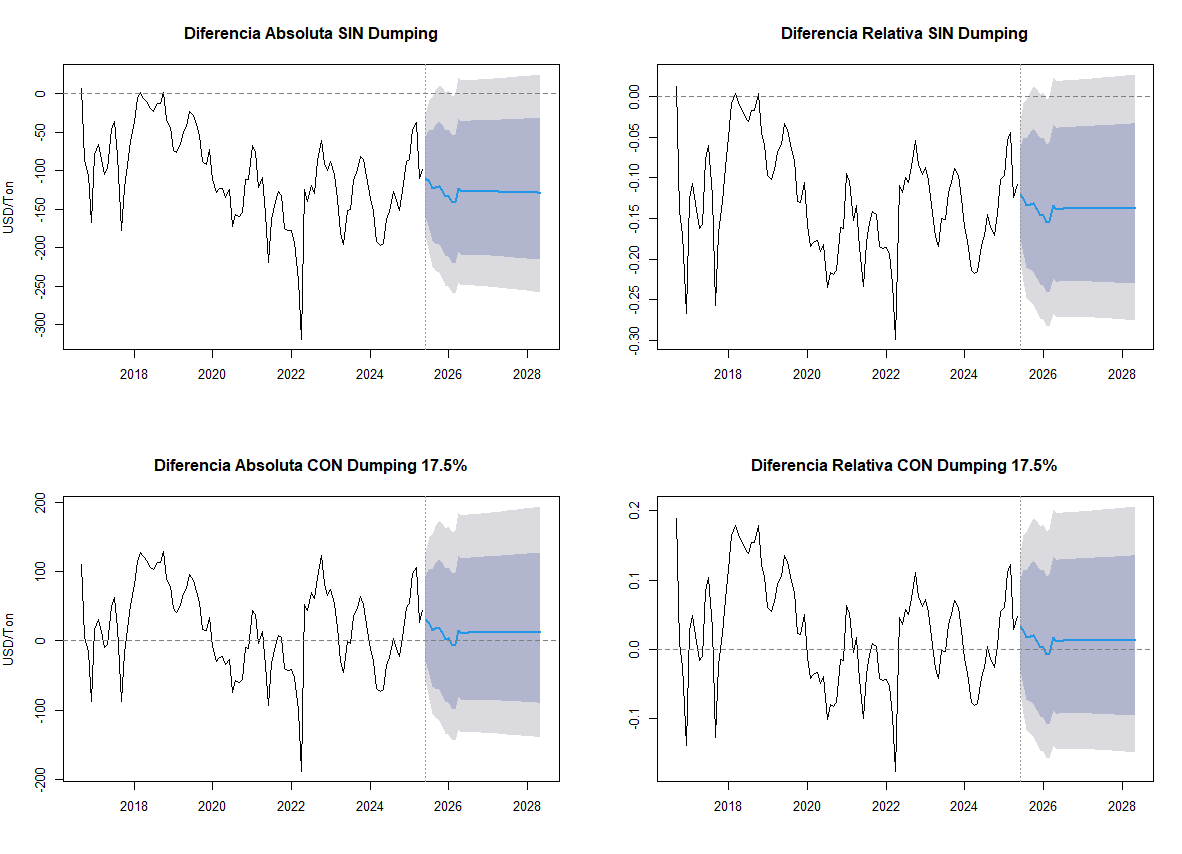 Diferencia Absoluta SIN Dumping
USD/Ton
0
-50
-100
-150
-200
-250
-300
2018 2020 2022 2024 2026 2028
Diferencia Relativa SIN Dumping
0.00
-0.05
-0.10
-0.15
-0.20
-0.25
-0.30
2018 2020 2022 2024 2026 2028
Diferencia Absoluta CON Dumping 17.5%
USD/Ton
200
100
0
-100
-200
2018 2020 2022 2024 2026 2028
Diferencia Relativa CON Dumping 17.5%
0.2
0.1
0.0
-0.1
2018 2020 2022 2024 2026 2028